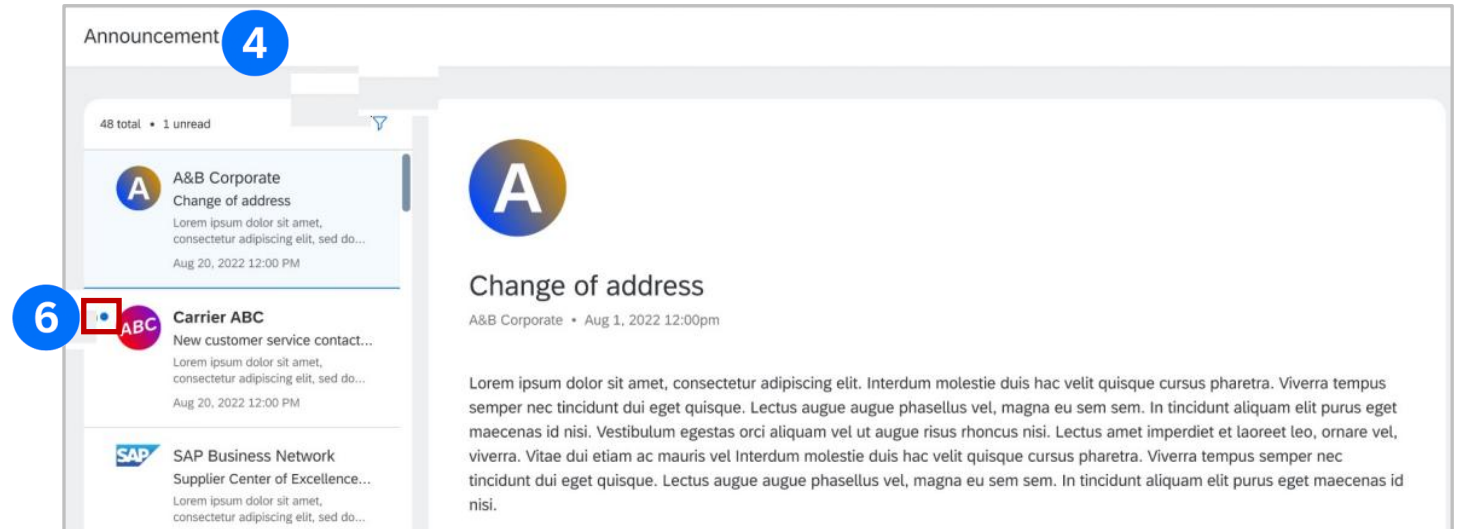 Announcement
4
48 total • 1 unread
A
A&B Corporate
Change of address
Lorem ipsum dolor sit amet,
consectetur adipiscing elit, sed do...
Aug 20, 2022 12:00 PM
6
ABC
Carrier ABC
New customer service contact...
Lorem ipsum dolor sit amet,
consectetur adipiscing elit, sed do...
Aug 20, 2022 12:00 PM
SAP
SAP Business Network
Supplier Center of Excellence...
Lorem ipsum dolor sit amet,
consectetur adipiscing elit, sed do...
A
Change of address
A&B Corporate • Aug 1, 2022 12:00pm
Lorem ipsum dolor sit amet, consectetur adipiscing elit. Interdum molestie duis hac velit quisque cursus pharetra. Viverra tempus
semper nec tincidunt dui eget quisque. Lectus augue augue phasellus vel, magna eu sem sem. In tincidunt aliquam elit purus eget
maecenas id nisi. Vestibulum egestas orci aliquam vel ut augue risus rhoncus nisi. Lectus amet imperdiet et laoreet leo, ornare vel,
viverra. Vitae dui etiam ac mauris vel Interdum molestie duis hac velit quisque cursus pharetra. Viverra tempus semper nec
tincidunt dui eget quisque. Lectus augue augue phasellus vel, magna eu sem sem. In tincidunt aliquam elit purus eget maecenas id
nisi.